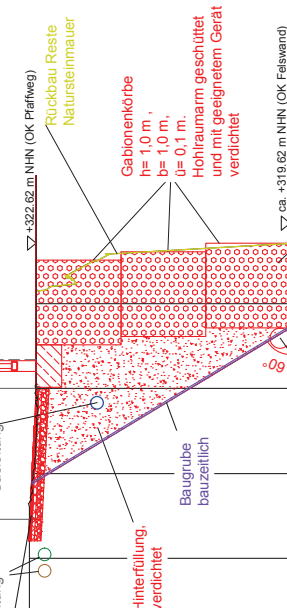 +322.62 m NHN (OK Pfaffweg)
Rückbau Reste
Natursteinmauer
Gabionenkörbe
h= 1,0 m ,
b= 1,0 m,
ü= 0,1 m.
Hohlraumarm geschüttet
und mit geeignetem Gerät
verdichtet
ca. +319.62 m NHN (OK Felswand)
60°
Baugrube
bauzeitlich
Hinterfüllung,
verdichtet